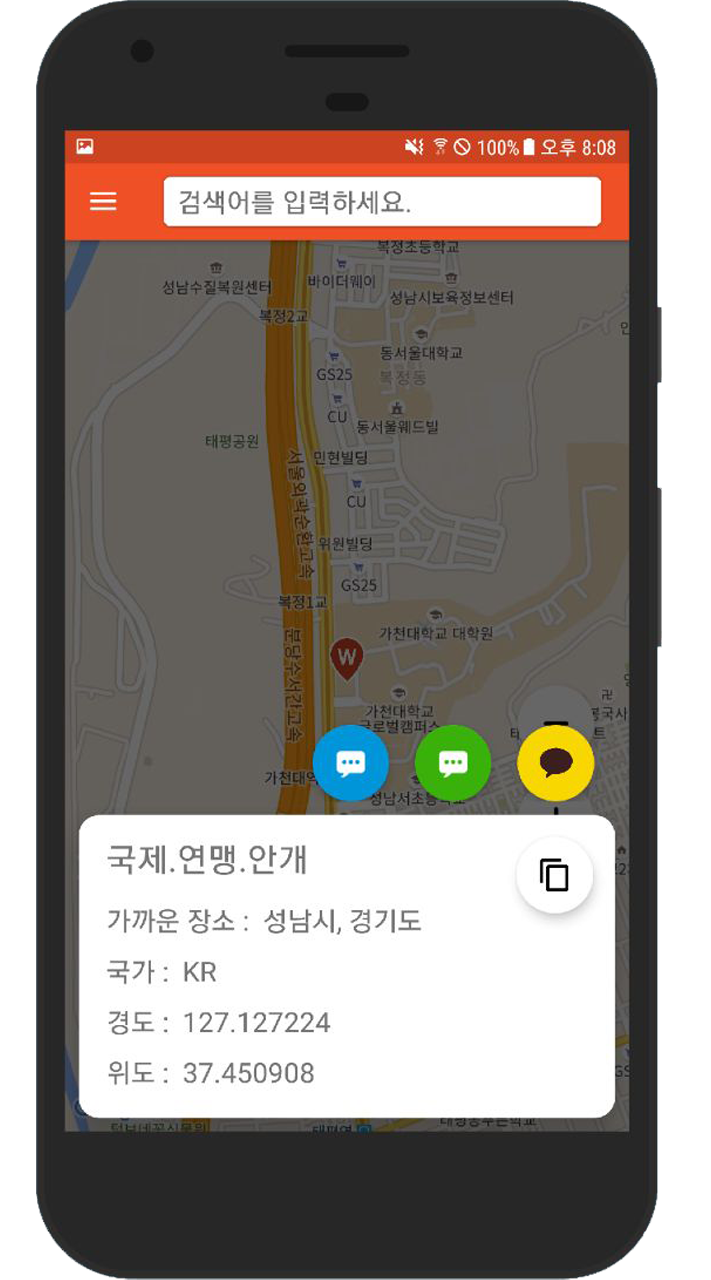 100% 오후 8:08
검색어를 입력하세요.
복정초등학교
바이더웨이
성남수질복원센터
성남시보육정보센터
복정2교
동서울대학교
GS25
복정동
CU
동서울웨드빌
태평공원
민현빌딩
서울외곽순환고속
CU
위원빌딩
GS25
복정1교
가천대학교 대학원
분당수서간고속
W
가천대학교
글로벌캠퍼스
가천대역
성남서초등학교
국제.연맹.안개
가까운 장소 : 성남시, 경기도
국가 : KR
경도 : 127.127224
위도 : 37.450908
태평역